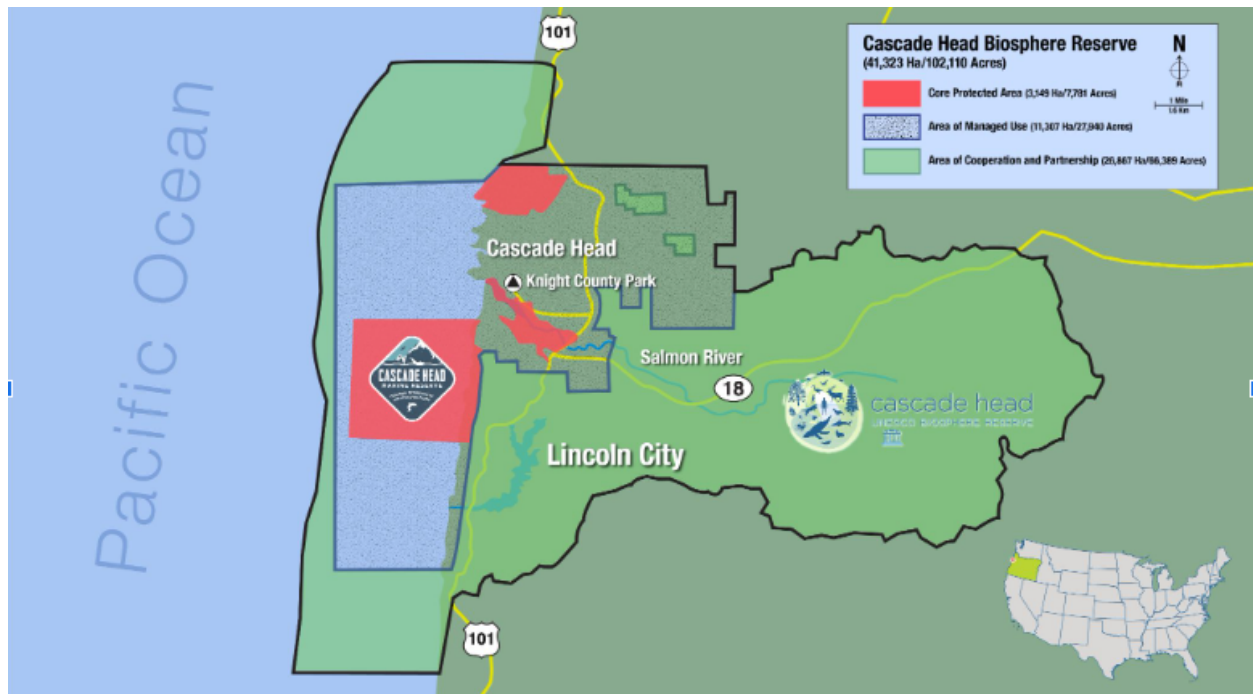 101
Cascade Head Biosphere Reserve
(41,323 Ha/102,110 Acres)
N
Core Protected Area (3,149 Ha/7,781 Acres)
1 Mile
1.6 Km
Area of Managed Use (11,307 Ha/27,940 Acres)
Area of Cooperation and Partnership (26,867 Ha/66,389 Acres)
Pacific Ocean
Cascade Head
Knight County Park
Salmon River
18
CASCADE HEAD
MARINE RESERVE
cascade head
UNESCO BIOSPHERE RESERVE
Lincoln City
101